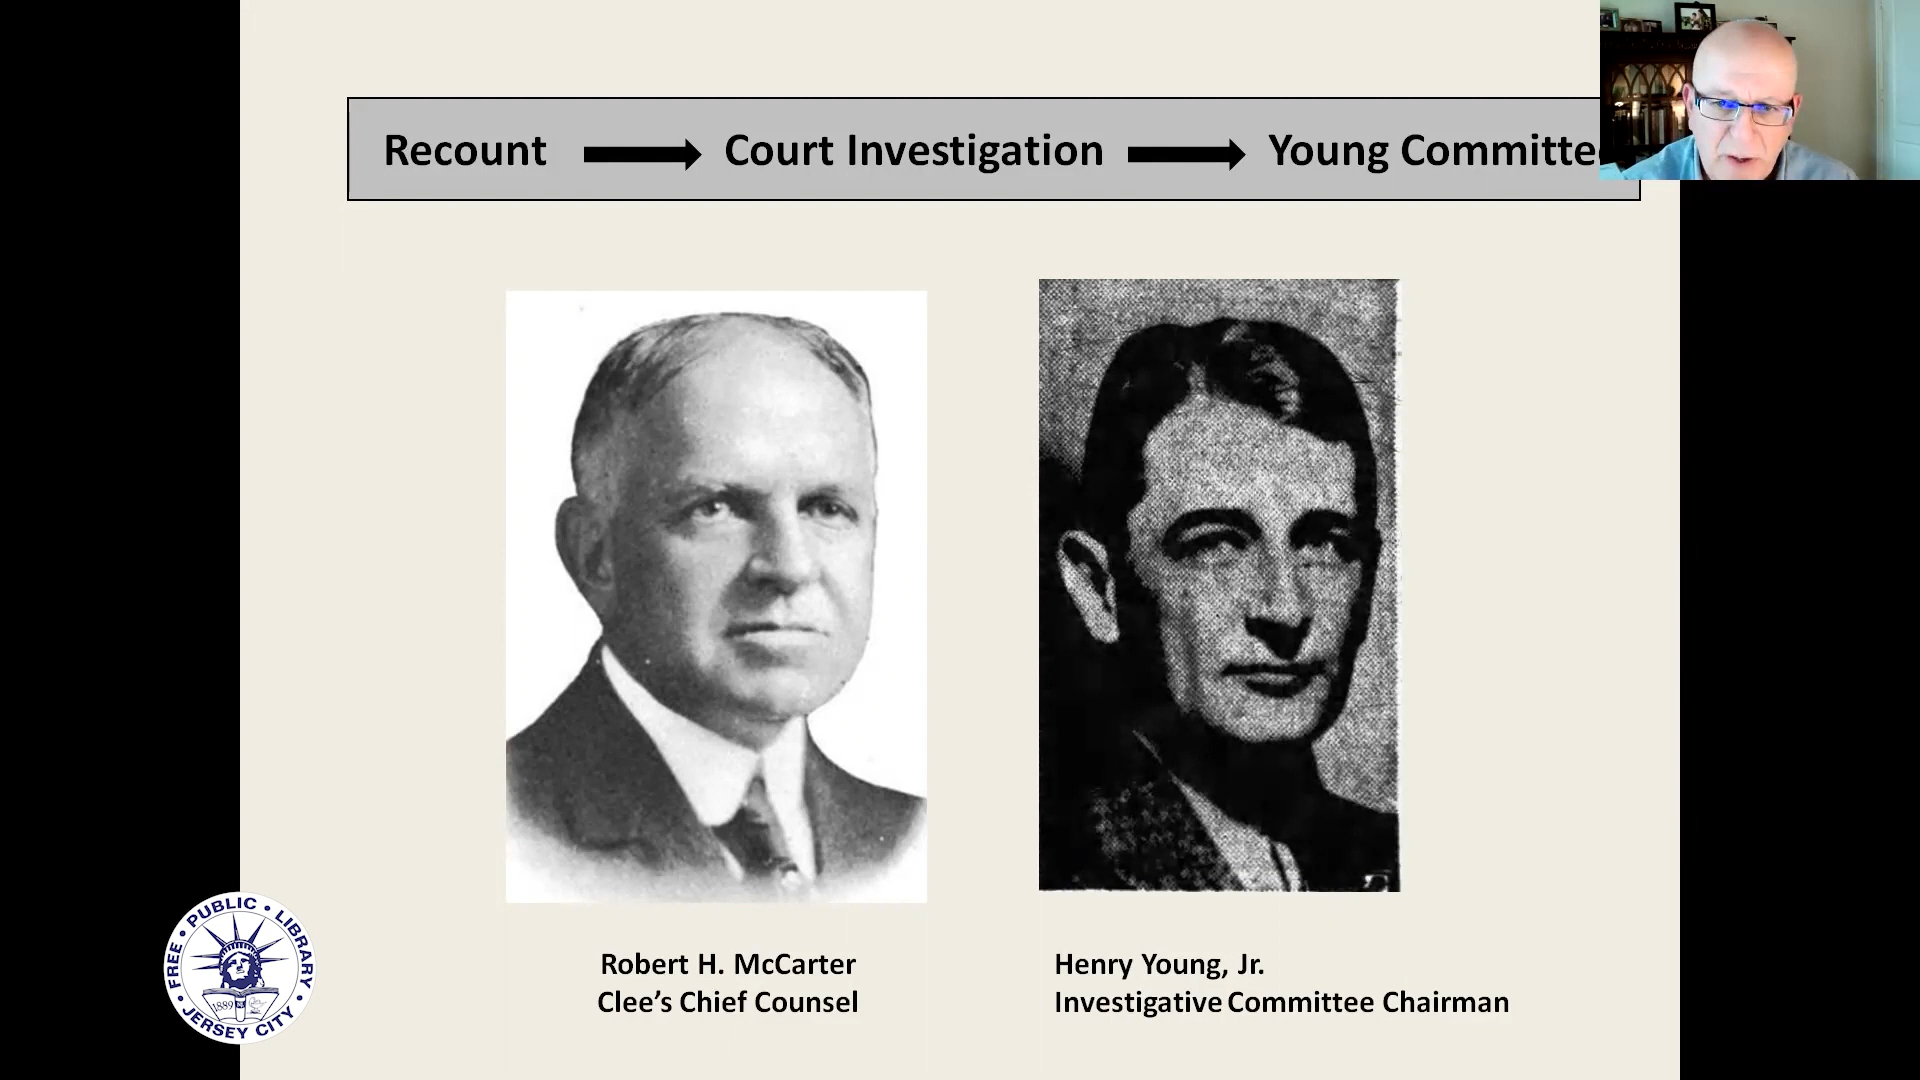 Recount Court Investigation Young Committe
Robert H. McCarter
Clee's Chief Counsel
Henry Young, Jr.
Investigative Committee Chairman
FREE • PUBLIC • LIBRARY • JERSEY CITY •
1889